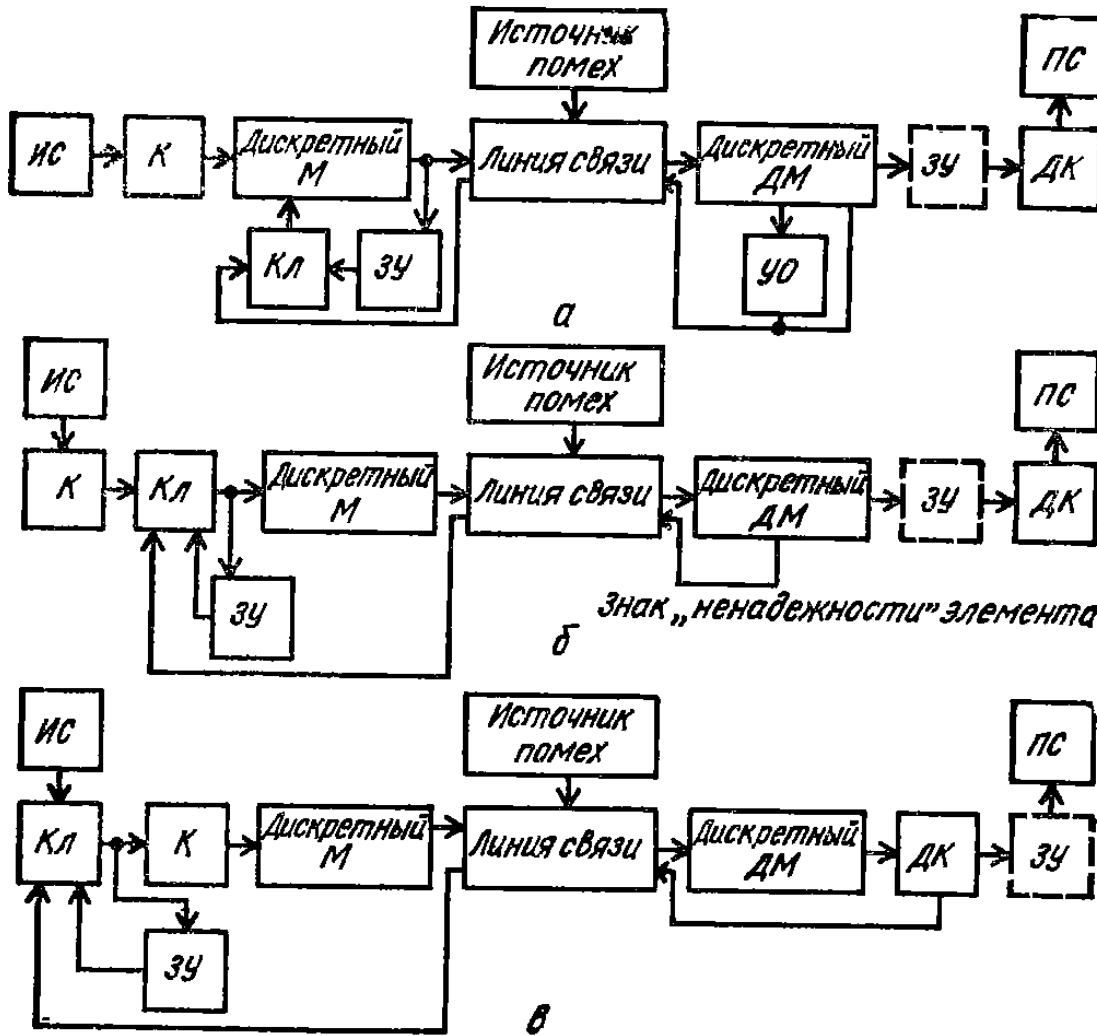 Источник
помех
ПС
ИС
К
Дискретный
М
Линия связи
Дискретный
ДМ
ЗУ
ДК
Кл
ЗУ
УО
а
ИС
Источник
помех
ПС
К
Кл
Дискретный
М
Линия связи
Дискретный
ДМ
ЗУ
ДК
ЗУ
Знак „ненадежности” элемента
б
ИС
Источник
помех
ПС
Кл
К
Дискретный
М
Линия связи
Дискретный
ДМ
ДК
ЗУ
ЗУ
в